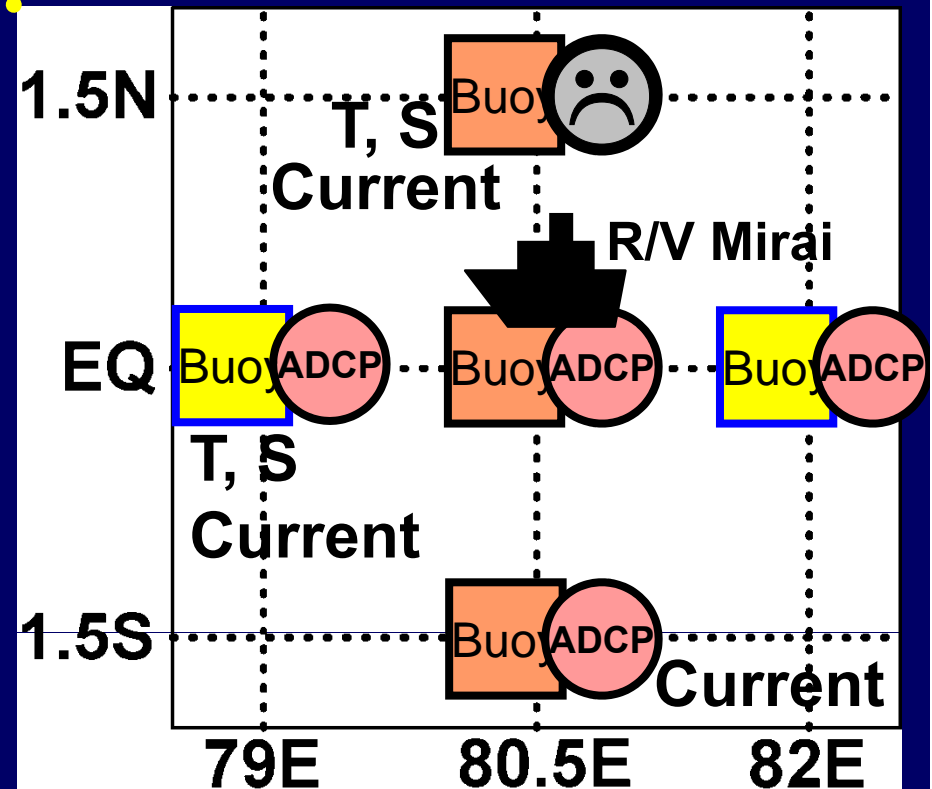 1.5N
Buoy
T, S
Current
R/V Mirai
EQ
Buoy ADCP
Buoy ADCP
Buoy ADCP
T, S
Current
1.5S
Buoy ADCP
Current
79E 80.5E 82E